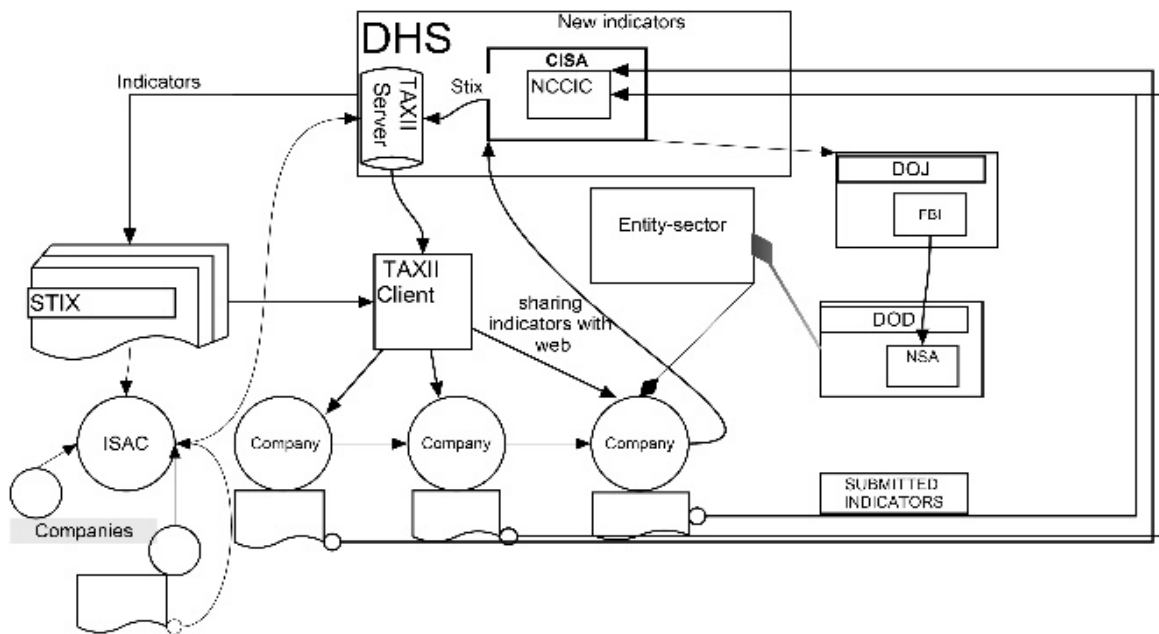 New indicators
DHS
CISA
NCCIC
Indicators
TAXII
Server
Stix
DOJ
FBI
Entity-sector
STIX
TAXII
Client
sharing
indicators with
web
DOD
NSA
ISAC
Company
Company
Company
SUBMITTED
INDICATORS
Companies